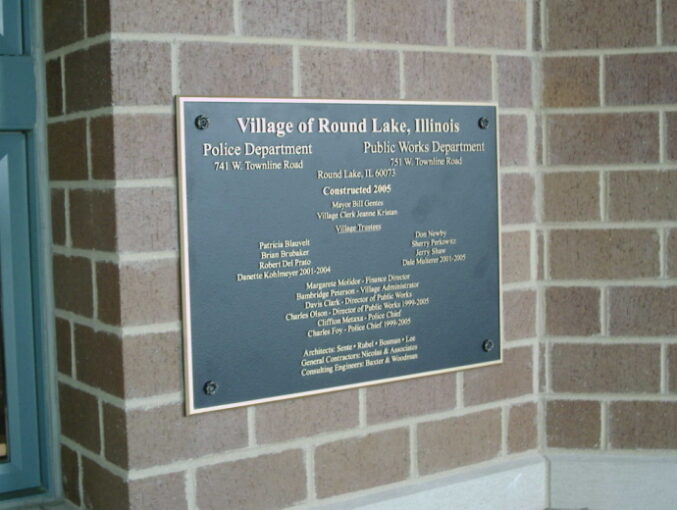 Village of Round Lake, Illinois
Police Department Public Works Department
741 W. Townline Road 751 W. Townline Road
Round Lake, IL 60073
Constructed 2005
Mayor Bill Gentes
Village Clerk Jeanne Kristan
Village Trustees
Patricia Blauvelt Don Newby
Brian Brubaker Sherry Perkowitz
Robert Del Prato Jerry Shaw
Danette Kohlmeyer 2001-2004 Dale Multerer 2001-2005
Margarete Molidor - Finance Director
Bambridge Peterson - Village Administrator
Davis Clark - Director of Public Works
Charles Olson - Director of Public Works 1999-2005
Cliffton Metaxa - Police Chief
Charles Foy - Police Chief 1999-2005
Architects: Sente • Rubel • Bosman • Lee
General Contractors: Nicolas & Associates
Consulting Engineers: Baxter & Woodman